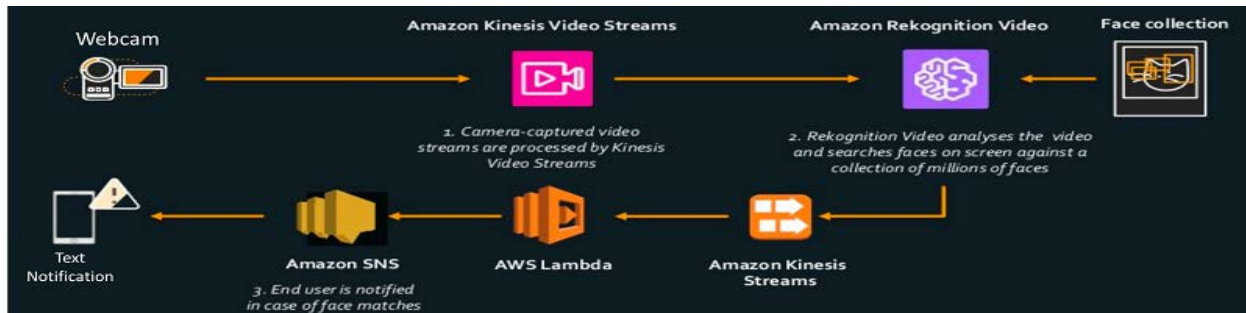 Webcam
Amazon Kinesis Video Streams
Amazon Rekognition Video
Face collection
1. Camera-captured video
streams are processed by Kinesis
Video Streams
2. Rekognition Video analyses the video
and searches faces on screen against a
collection of millions of faces
Text
Notification
Amazon SNS
3. End user is notified
in case of face matches
AWS Lambda
Amazon Kinesis
Streams